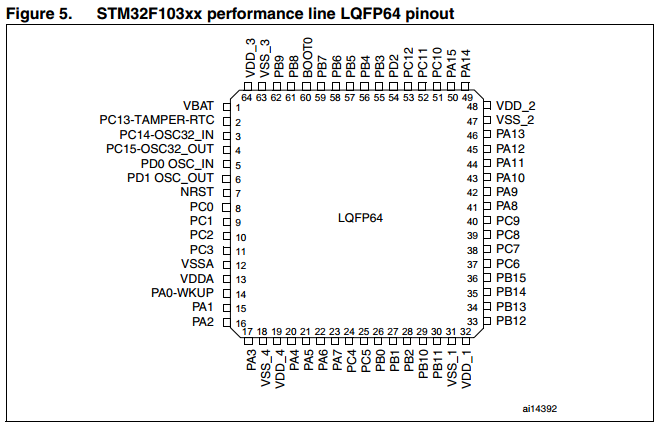 Figure 5. STM32F103xx performance line LQFP64 pinout
VDD_3 VSS_3 PB9 PB8 BOOT0 PB7 PB6 PB5 PB4 PB3 PD2 PC12 PC11 PC10 PA15 PA14
64 63 62 61 60 59 58 57 56 55 54 53 52 51 50 49
VBAT 1 48 VDD_2
PC13-TAMPER-RTC 2 47 VSS_2
PC14-OSC32_IN 3 46 PA13
PC15-OSC32_OUT 4 45 PA12
PD0 OSC_IN 5 44 PA11
PD1 OSC_OUT 6 43 PA10
NRST 7 42 PA9
PC0 8 41 PA8
PC1 9 LQFP64 40 PC9
PC2 10 39 PC8
PC3 11 38 PC7
VSSA 12 37 PC6
VDDA 13 36 PB15
PA0-WKUP 14 35 PB14
PA1 15 34 PB13
PA2 16 33 PB12
17 18 19 20 21 22 23 24 25 26 27 28 29 30 31 32
PA3 VSS_4 VDD_4 PA4 PA5 PA6 PA7 PC4 PC5 PB0 PB1 PB2 PB10 PB11 VSS_1 VDD_1
ai14392